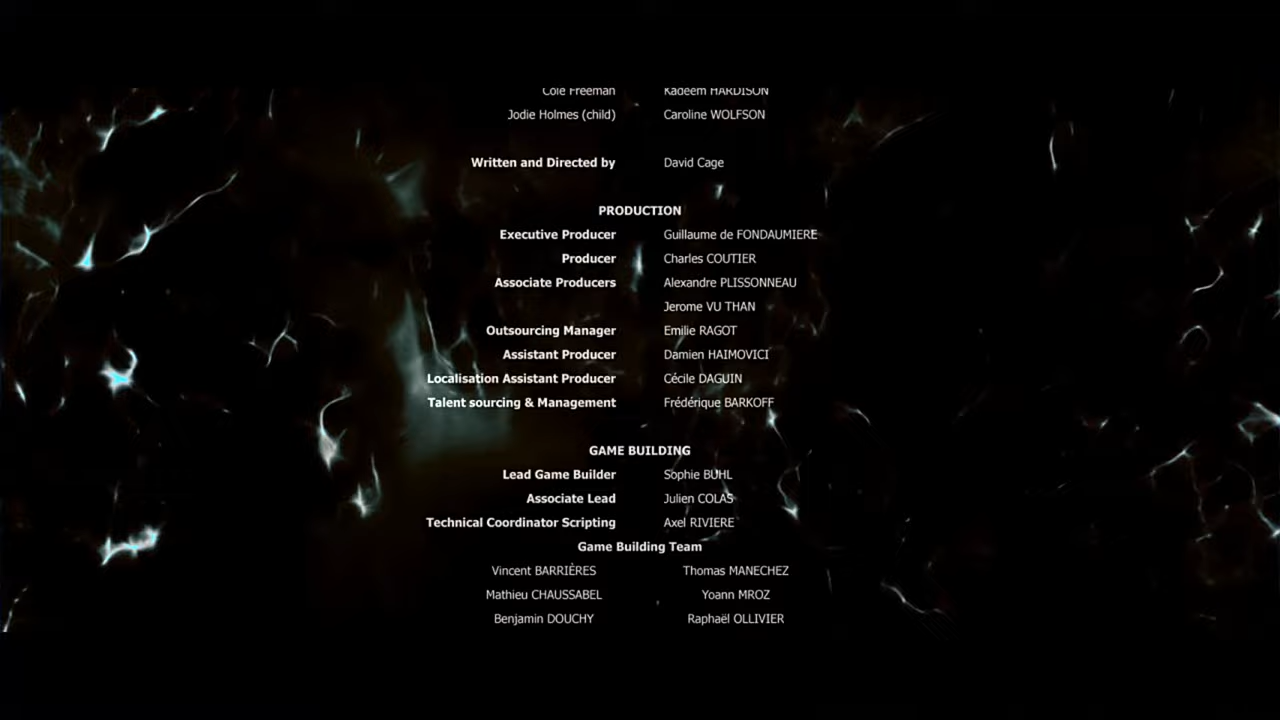 Cole Freeman Kadeem HARDISON
Jodie Holmes (child) Caroline WOLFSON
Written and Directed by David Cage
PRODUCTION
Executive Producer Guillaume de FONDAUMIERE
Producer Charles COUTIER
Associate Producers Alexandre PLISSONNEAU
Jerome VU THAN
Outsourcing Manager Emilie RAGOT
Assistant Producer Damien HAIMOVICI
Localisation Assistant Producer Cécile DAGUIN
Talent sourcing & Management Frédérique BARKOFF
GAME BUILDING
Lead Game Builder Sophie BUHL
Associate Lead Julien COLAS
Technical Coordinator Scripting Axel RIVIERE
Game Building Team
Vincent BARRIÈRES Thomas MANECHEZ
Mathieu CHAUSSABEL Yoann MROZ
Benjamin DOUCHY Raphaël OLLIVIER